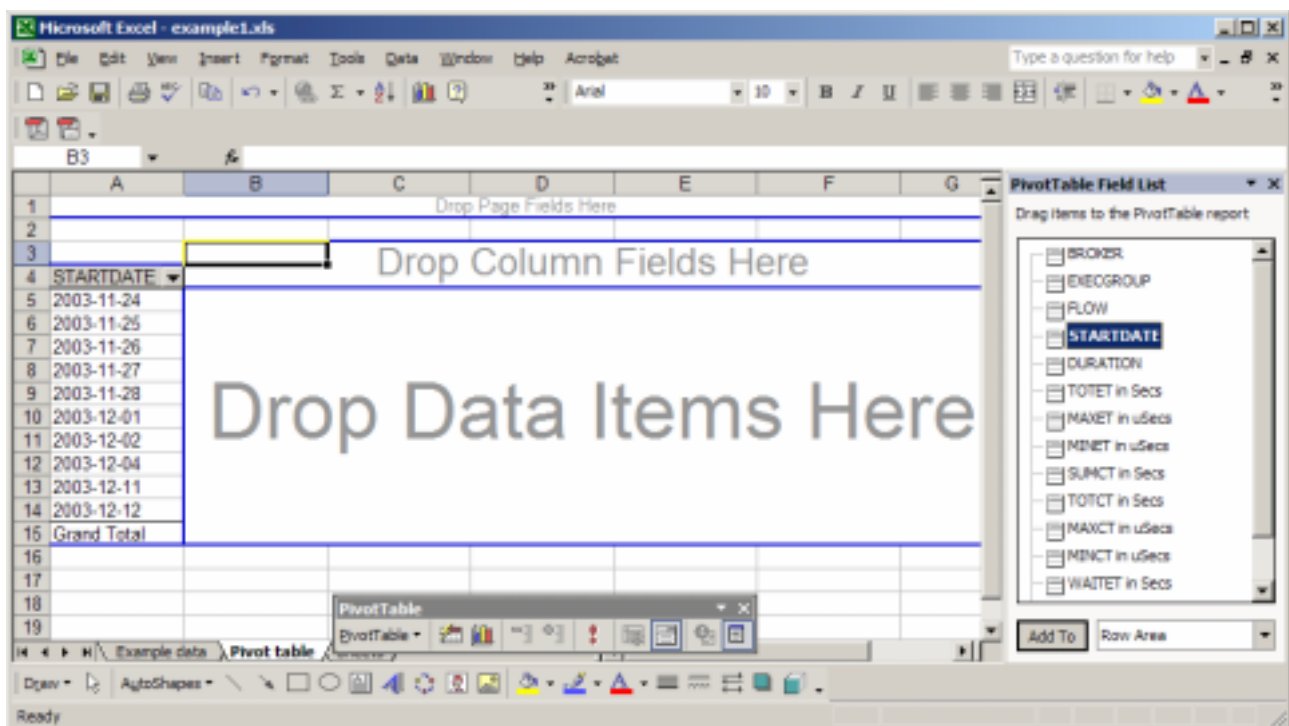 Microsoft Excel - example1.xls
File Edit View Insert Format Tools Data Window Help Acrobat
Type a question for help
Arial 10 B I U
B3 fx
A B C D E F G
1 Drop Page Fields Here
2
3 Drop Column Fields Here
4 STARTDATE
5 2003-11-24
6 2003-11-25
7 2003-11-26
8 2003-11-27
9 2003-11-28
10 2003-12-01
11 2003-12-02
12 2003-12-04
13 2003-12-11
14 2003-12-12
15 Grand Total
Drop Data Items Here
16
17
18
19
PivotTable Field List
Drag items to the PivotTable report
BROKER
EXECGROUP
FLOW
STARTDATE
DURATION
TOTET in Secs
MAXET in uSecs
MINET in uSecs
SUMCT in Secs
TOTCT in Secs
MAXCT in uSecs
MINCT in uSecs
WAITET in Secs
Add To Row Area
PivotTable
PivotTable
Example data Pivot table
Draw AutoShapes
Ready